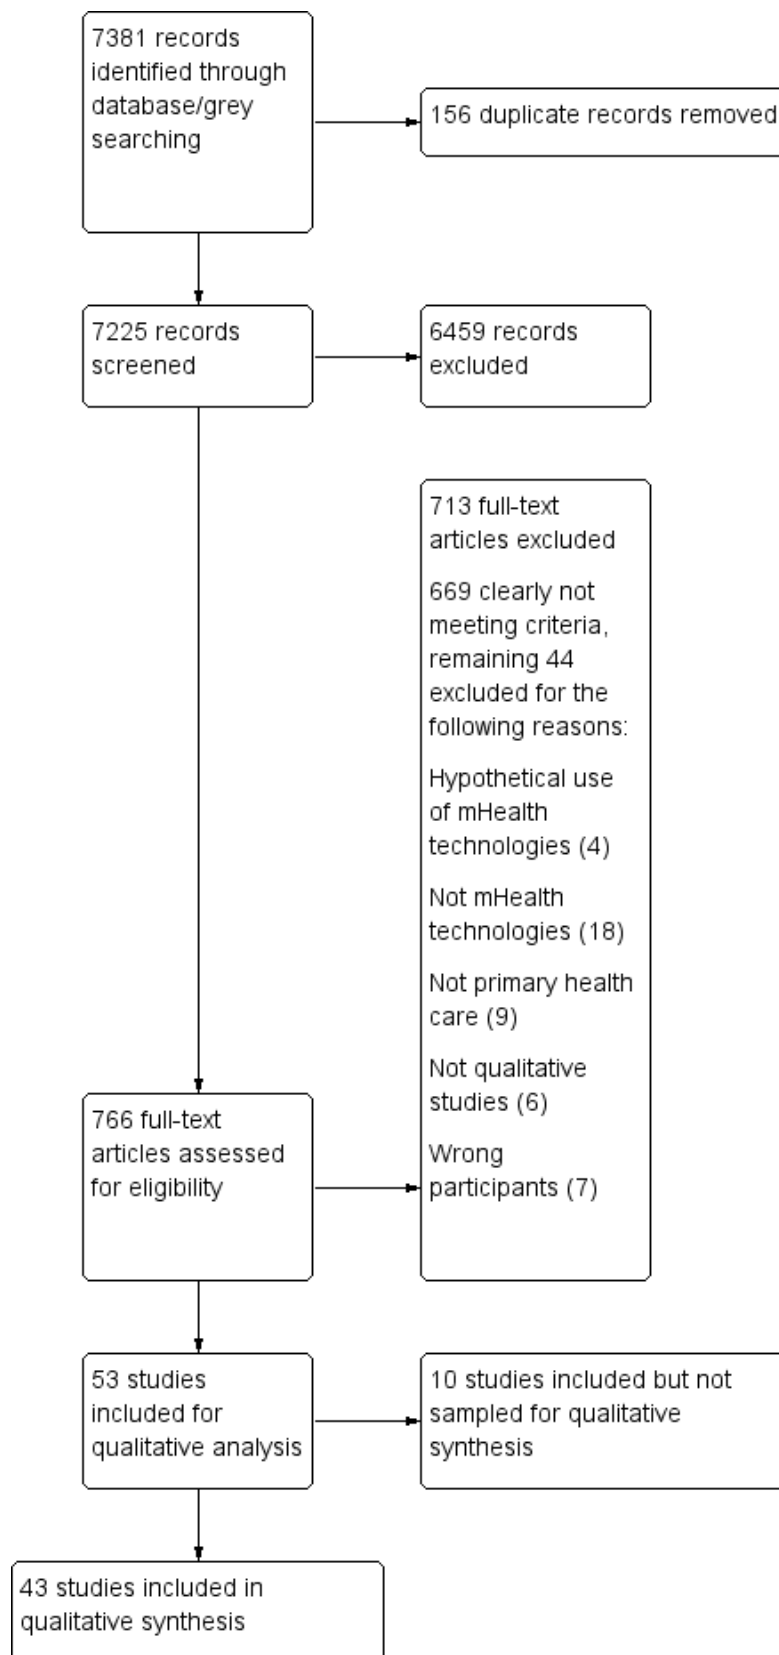 7381 records
identified through
database/grey
searching
156 duplicate records removed
7225 records
screened
6459 records
excluded
713 full-text
articles excluded
669 clearly not
meeting criteria,
remaining 44
excluded for the
following reasons:
Hypothetical use
of mHealth
technologies (4)
Not mHealth
technologies (18)
Not primary health
care (9)
Not qualitative
studies (6)
Wrong
participants (7)
766 full-text
articles assessed
for eligibility
53 studies
included for
qualitative analysis
10 studies included but not
sampled for qualitative
synthesis
43 studies included in
qualitative synthesis